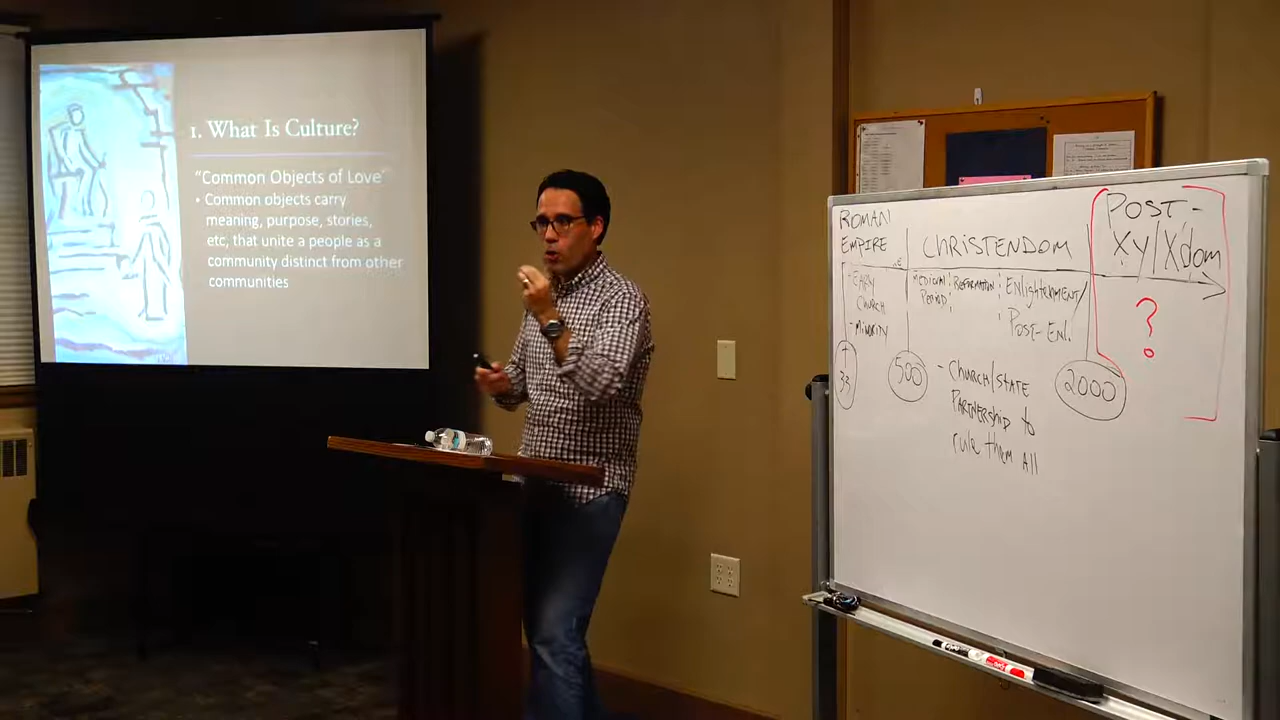 1. What Is Culture?
"Common Objects of Love"
• Common objects carry
meaning, purpose, stories,
etc, that unite a people as a
community distinct from other
communities
ROMAN
EMPIRE
CHRISTENDOM
POST-
Xy/Xdom
- EARLY
CHURCH
PERIOD
REFORMATION
ENLIGHTENMENT/
POST-ENL.
?
33
500
2000
- CHURCH/STATE
PARTNERSHIP to
rule them All